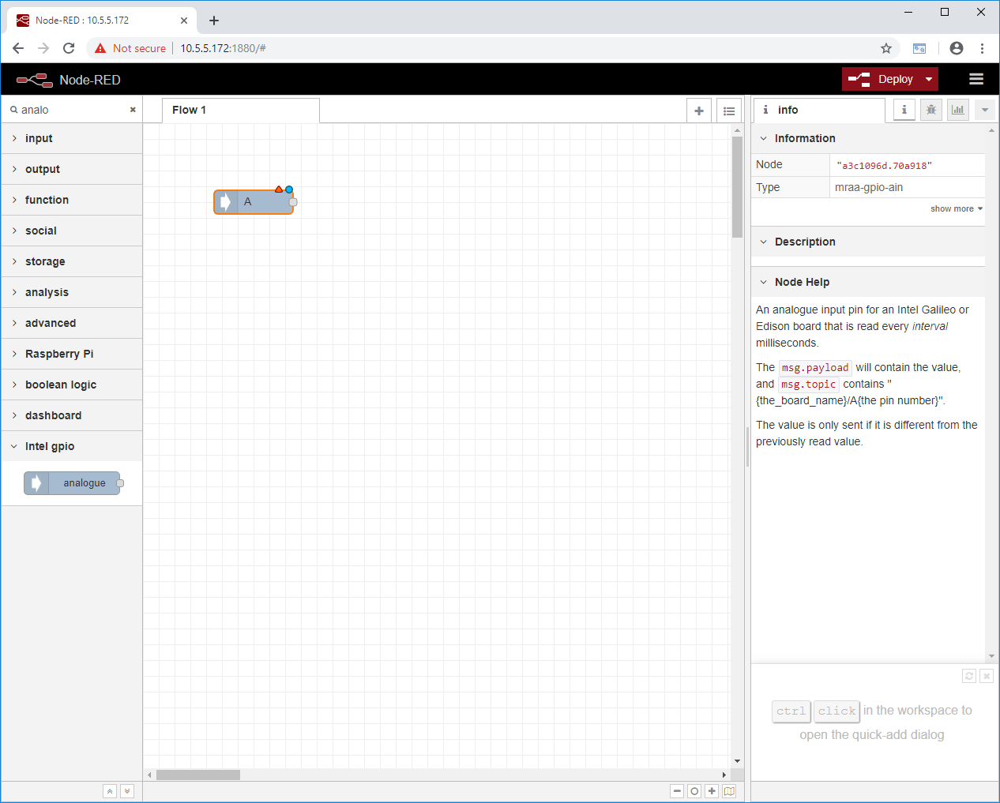 Node-RED : 10.5.5.172
Not secure
10.5.5.172:1880/#
Node-RED
Deploy
analo
input
output
function
social
storage
analysis
advanced
Raspberry Pi
boolean logic
dashboard
Intel gpio
analogue
Flow 1
A
info
Information
Node "a3c1096d.70a918"
Type mraa-gpio-ain
show more
Description
Node Help
An analogue input pin for an Intel Galileo or
Edison board that is read every interval
milliseconds.
The msg.payload will contain the value,
and msg.topic contains "
{the_board_name}/A{the pin number}".
The value is only sent if it is different from the
previously read value.
ctrl click in the workspace to
open the quick-add dialog